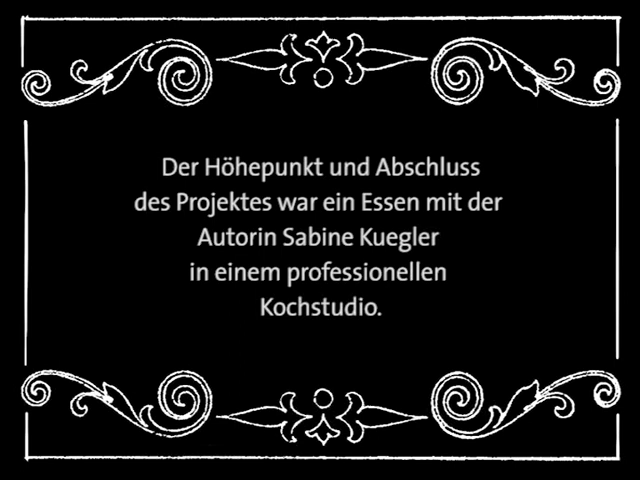 Der Höhepunkt und Abschluss
des Projektes war ein Essen mit der
Autorin Sabine Kuegler
in einem professionellen
Kochstudio.